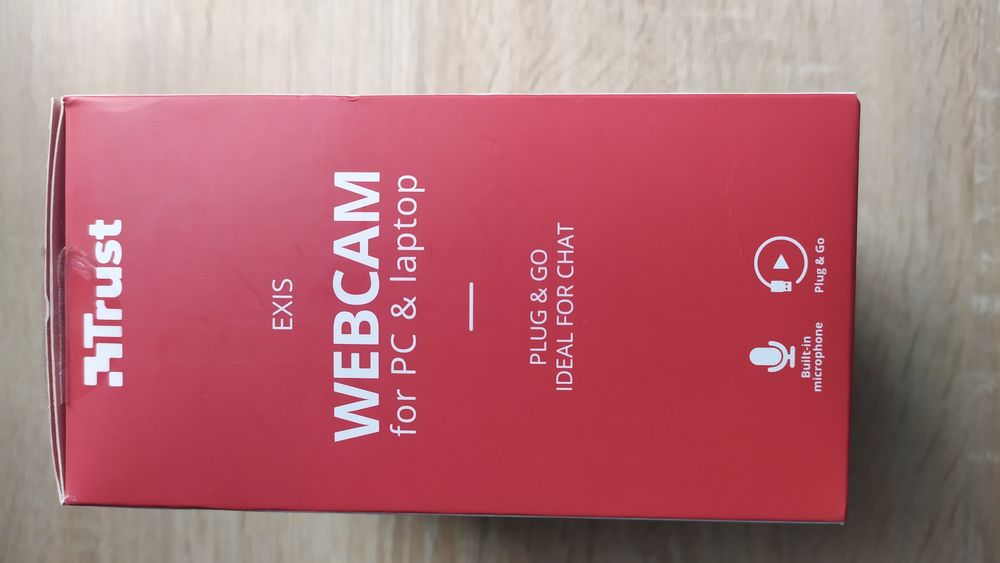 Trust
EXIS
WEBCAM
for PC & laptop
PLUG & GO
IDEAL FOR CHAT
Built-in
microphone
Plug & Go